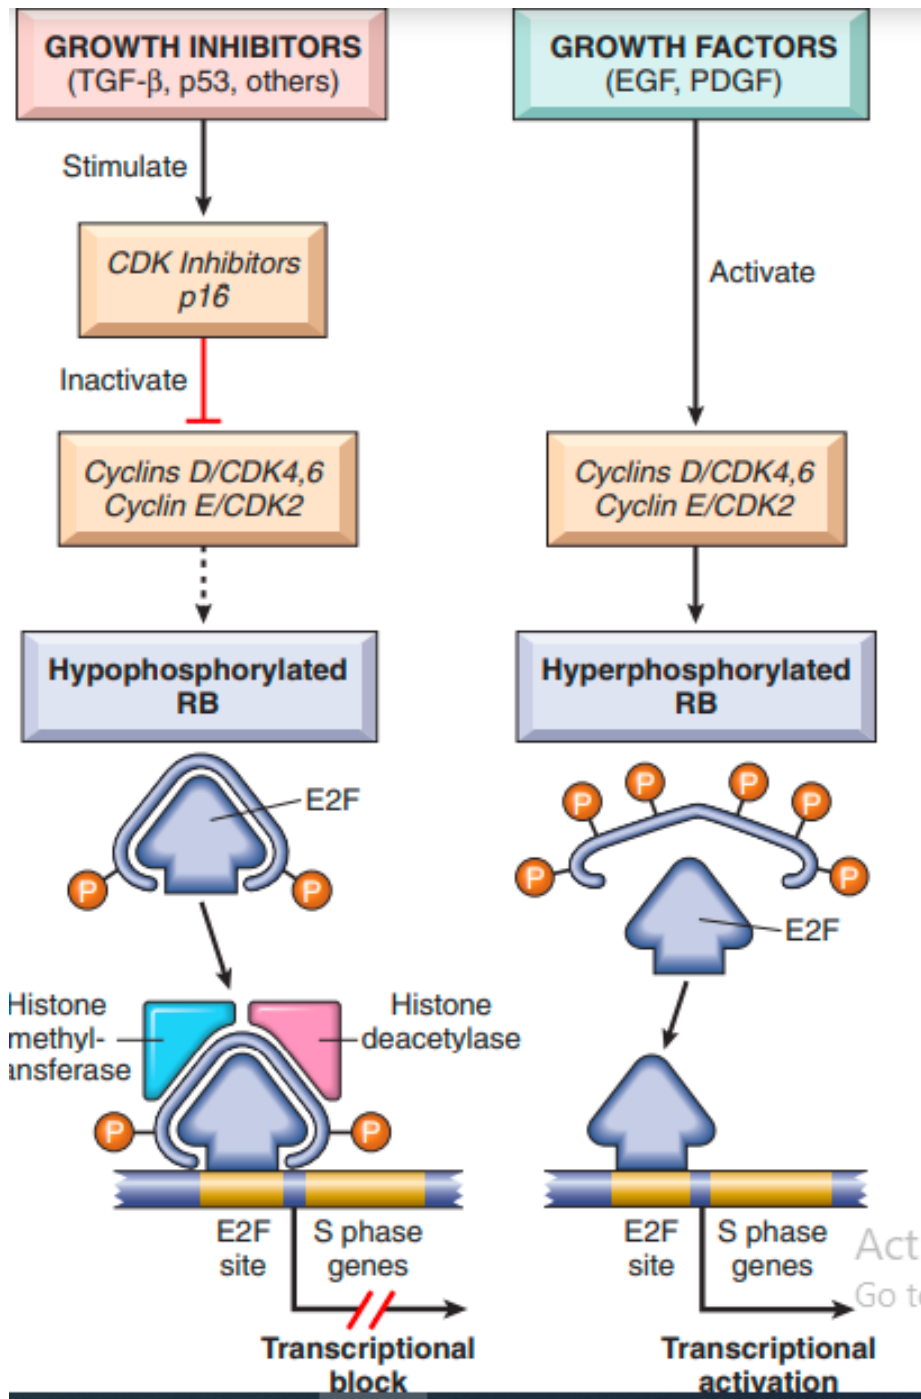 GROWTH INHIBITORS
(TGF-β, p53, others)
Stimulate
CDK Inhibitors
p16
Inactivate
Cyclins D/CDK4,6
Cyclin E/CDK2
Hypophosphorylated
RB
E2F
P
P
Histone
methyl-
ansferase
Histone
deacetylase
P
P
E2F
site
S phase
genes
Transcriptional
block
GROWTH FACTORS
(EGF, PDGF)
Activate
Cyclins D/CDK4,6
Cyclin E/CDK2
Hyperphosphorylated
RB
P
P
P
P
P
P
E2F
E2F
site
S phase
genes
Transcriptional
activation
Act
Go to